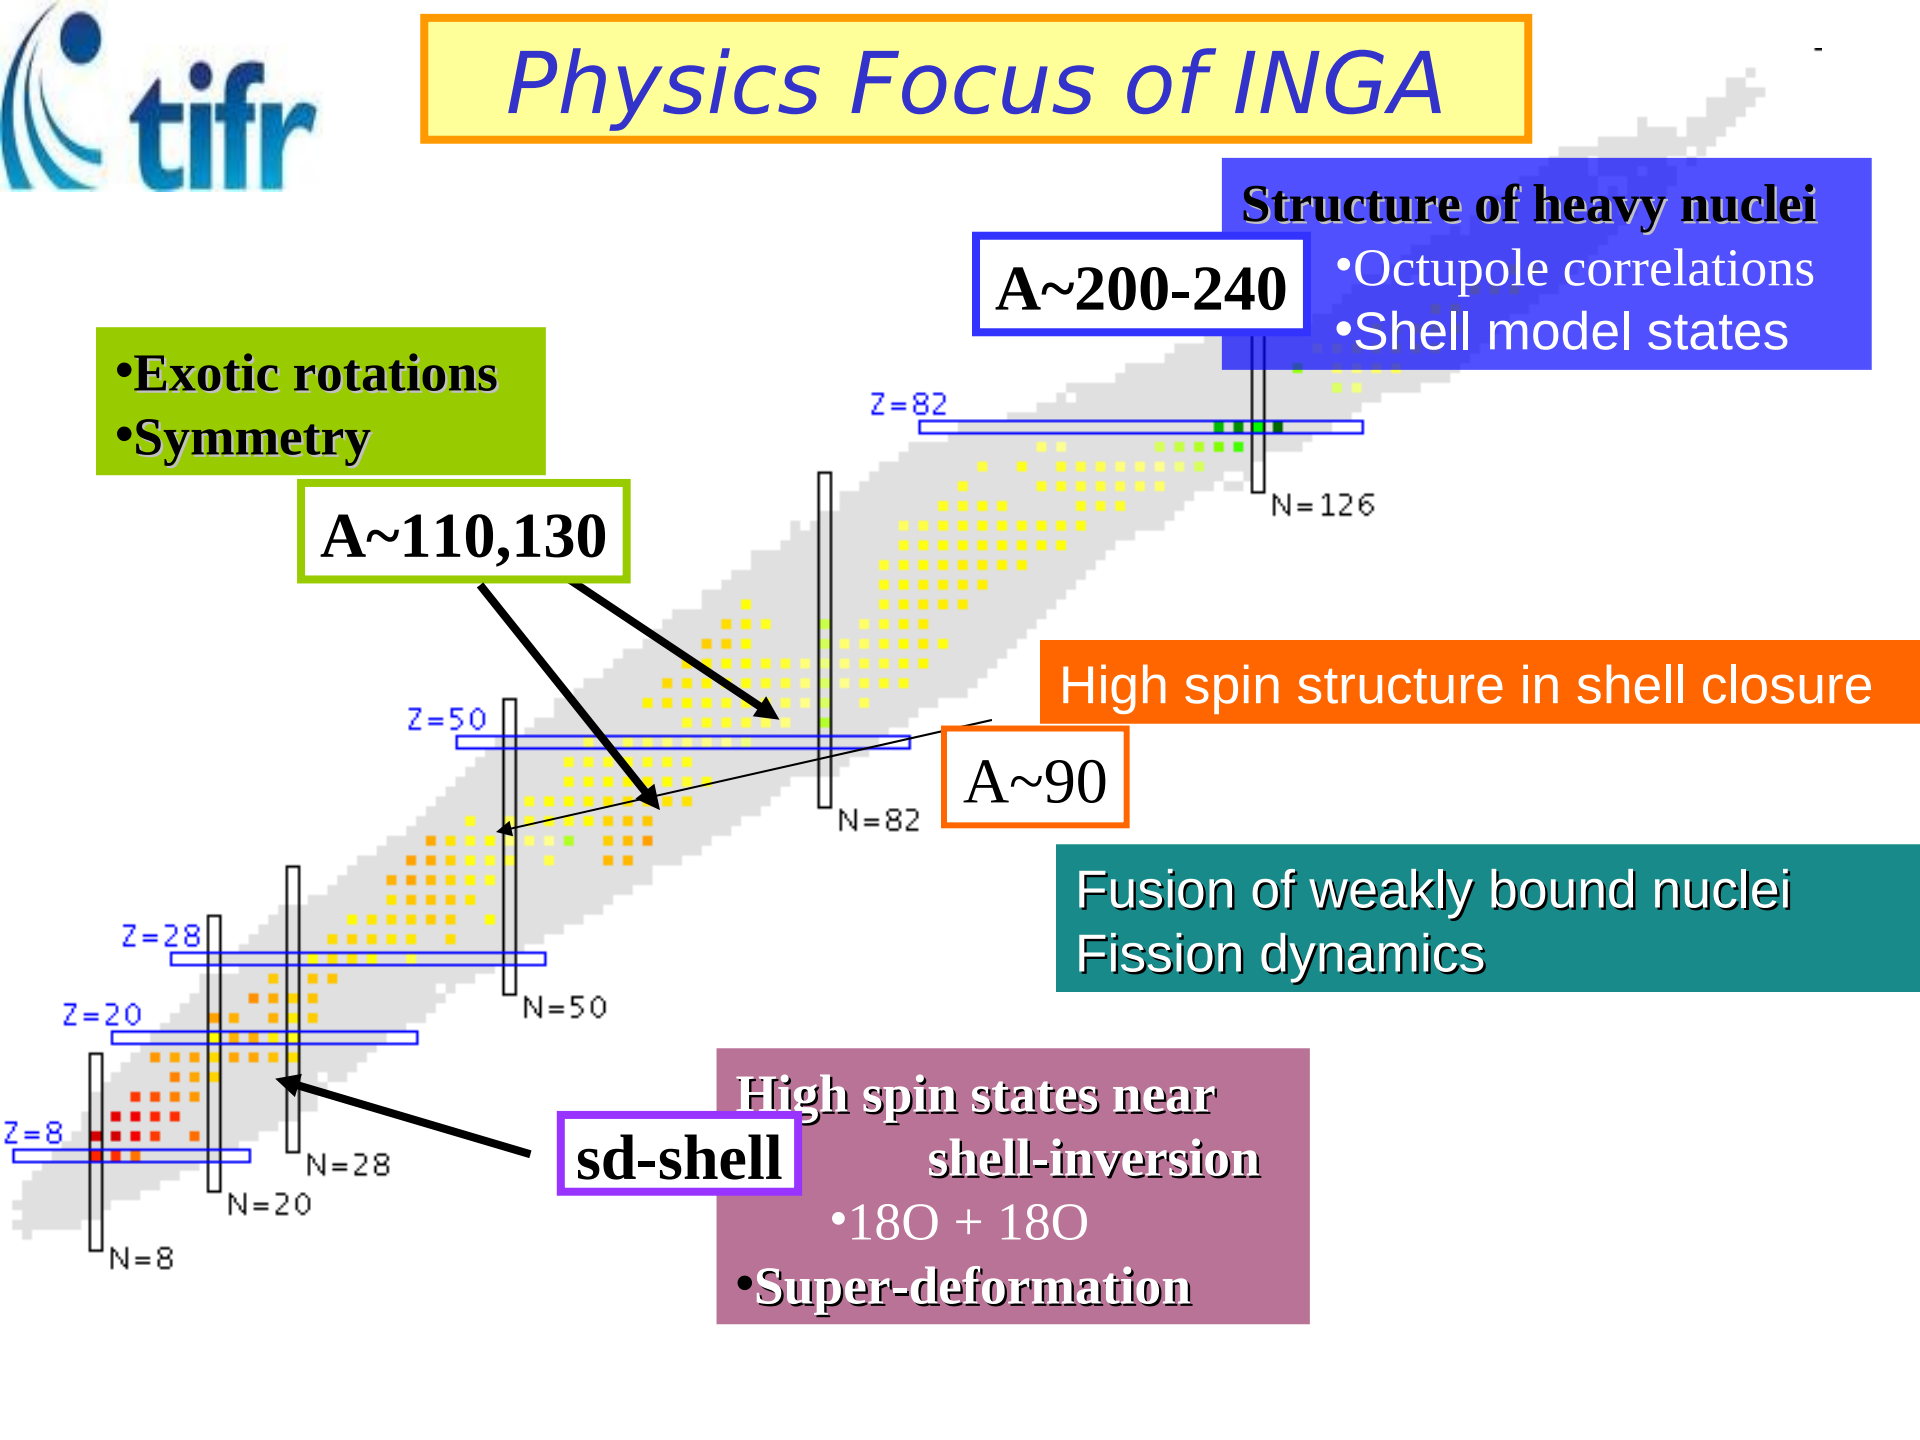 tifr
Physics Focus of INGA
-
Structure of heavy nuclei
•Octupole correlations
•Shell model states
A~200-240
•Exotic rotations
•Symmetry
A~110,130
Z=82
N=126
High spin structure in shell closure
A~90
Z=50
N=82
Fusion of weakly bound nuclei
Fission dynamics
Z=28
N=50
Z=20
High spin states near
shell-inversion
•18O + 18O
•Super-deformation
sd-shell
Z=8
N=28
N=20
N=8